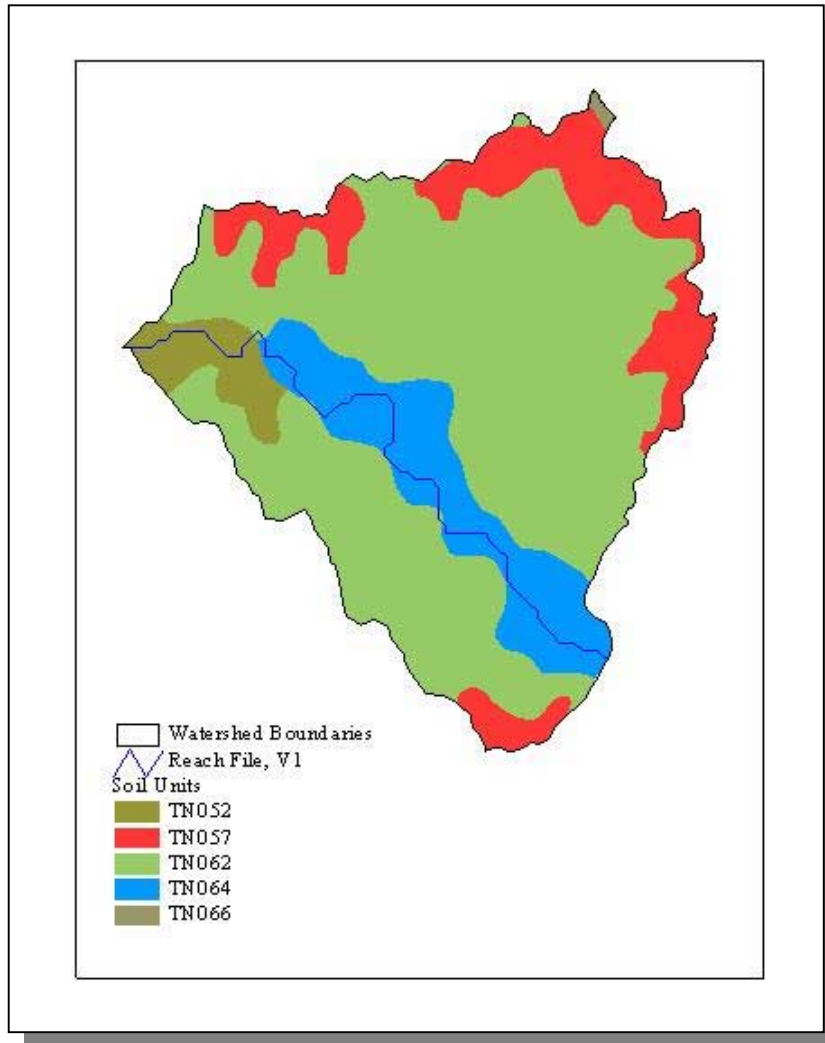 Watershed Boundaries
Reach File, V1
Soil Units
TN052
TN057
TN062
TN064
TN066